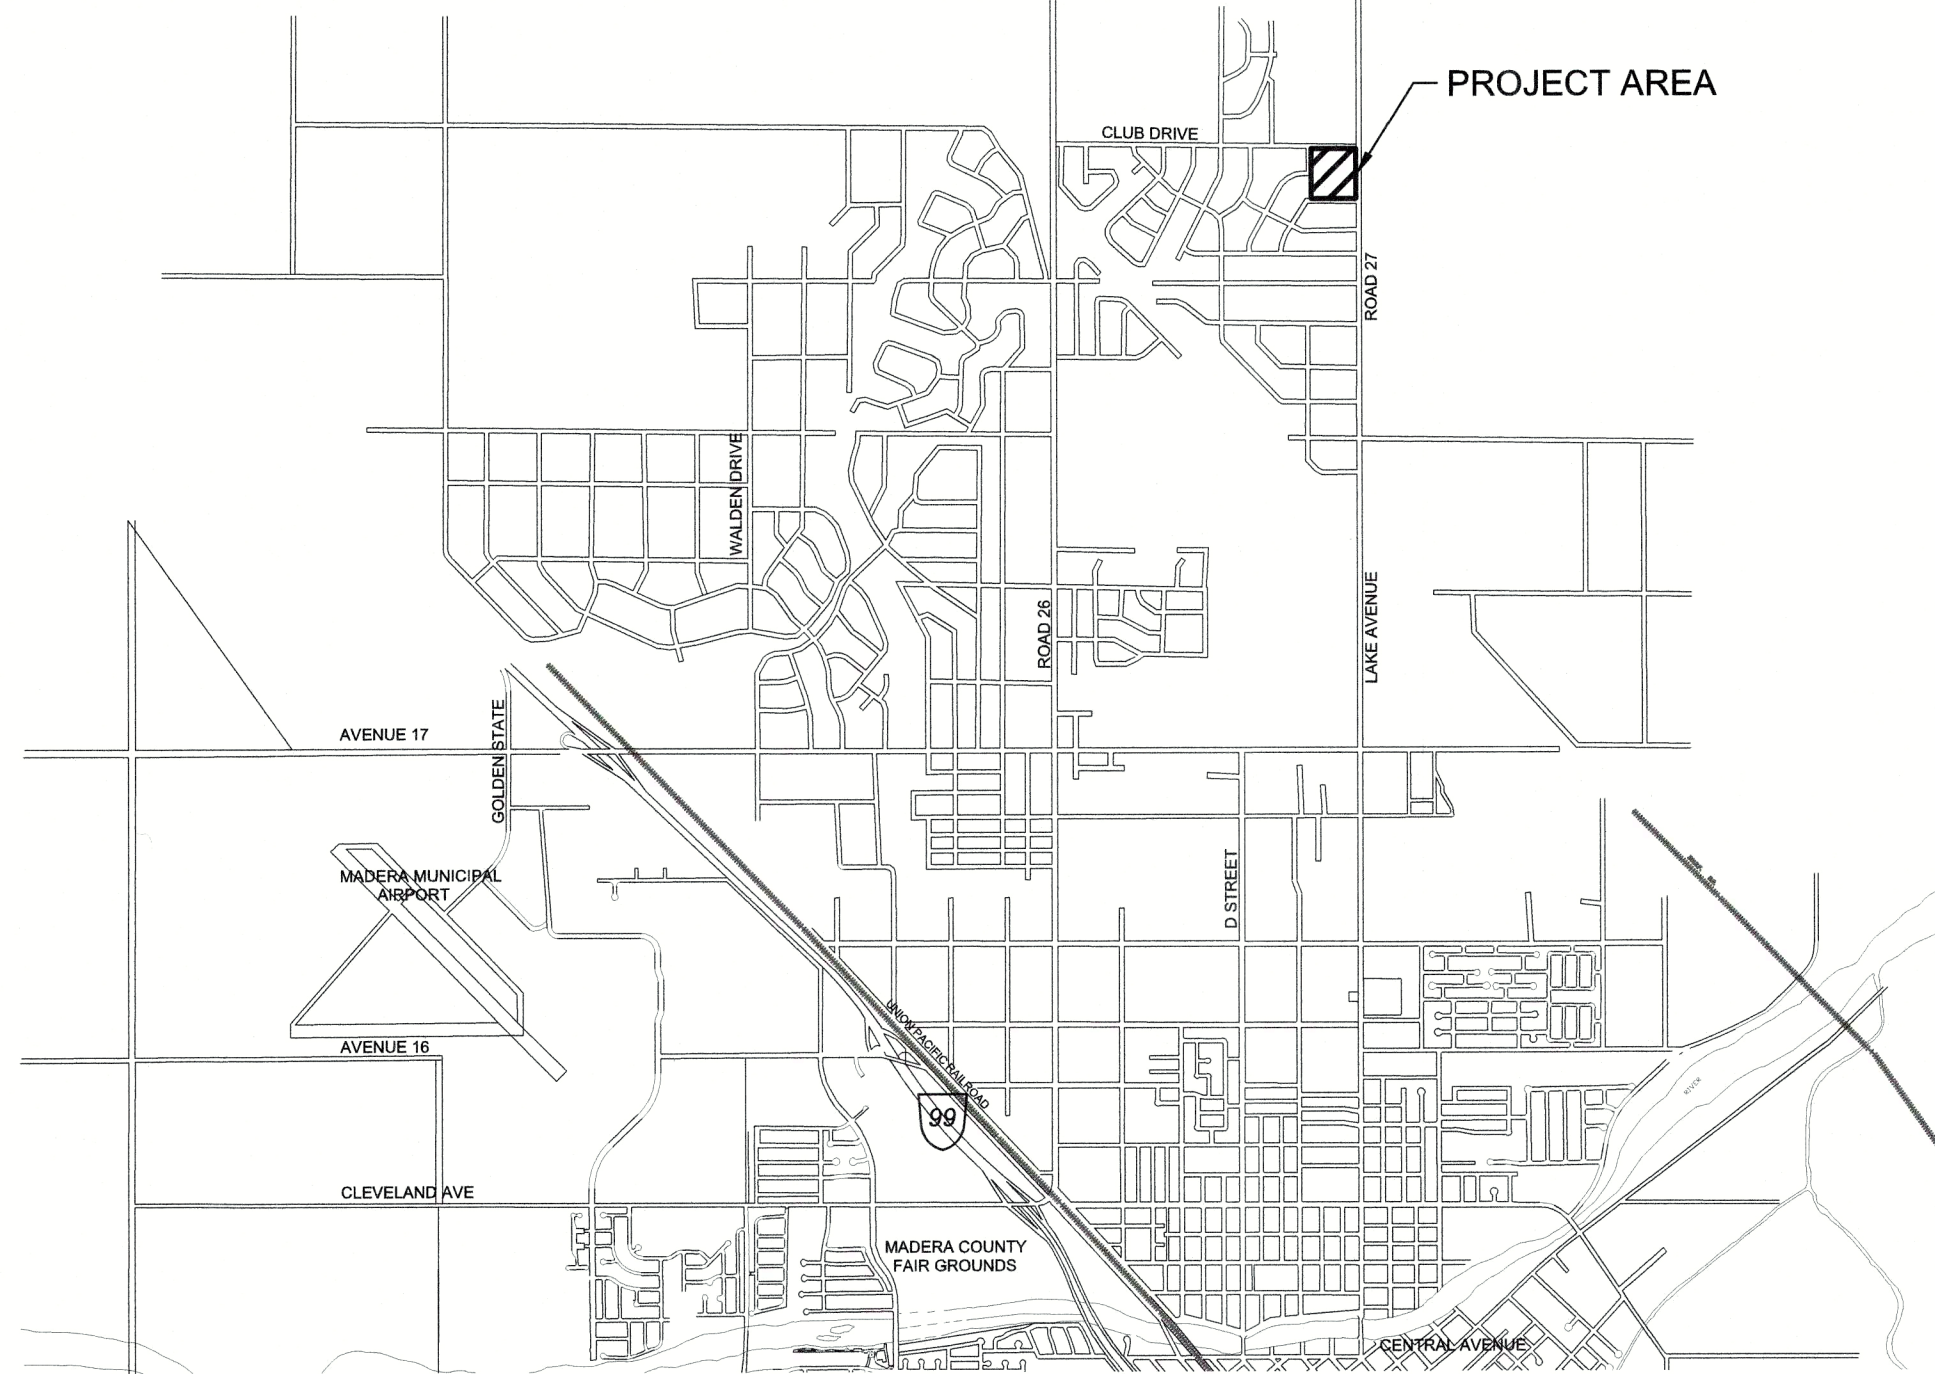 PROJECT AREA
CLUB DRIVE
ROAD 27
WALDEN DRIVE
LAKE AVENUE
ROAD 26
GOLDEN STATE
AVENUE 17
D STREET
MADERA MUNICIPAL
AIRPORT
UNION PACIFIC RAILROAD
AVENUE 16
RIVER
99
CLEVELAND AVE
MADERA COUNTY
FAIR GROUNDS
CENTRAL AVENUE